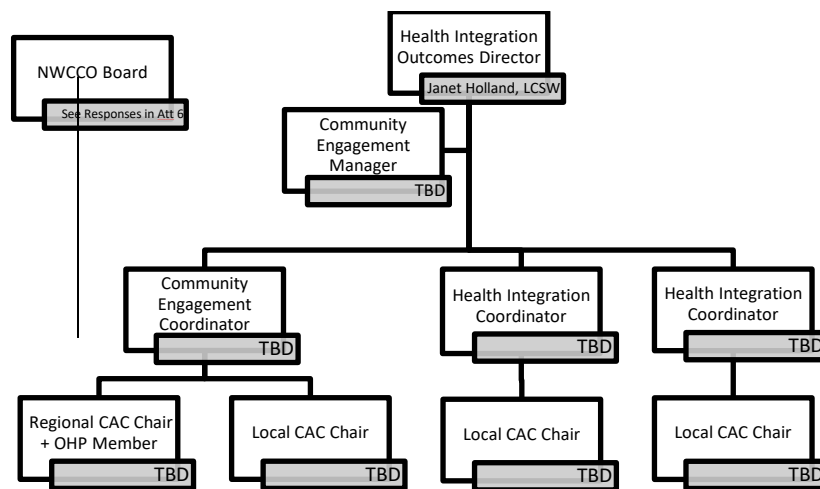 Health Integration
Outcomes Director
Janet Holland, LCSW
NWCCO Board
See Responses in Att 6
Community
Engagement
Manager
TBD
Community
Engagement
Coordinator
TBD
Health Integration
Coordinator
TBD
Health Integration
Coordinator
TBD
Regional CAC Chair
+ OHP Member
TBD
Local CAC Chair
TBD
Local CAC Chair
TBD
Local CAC Chair
TBD